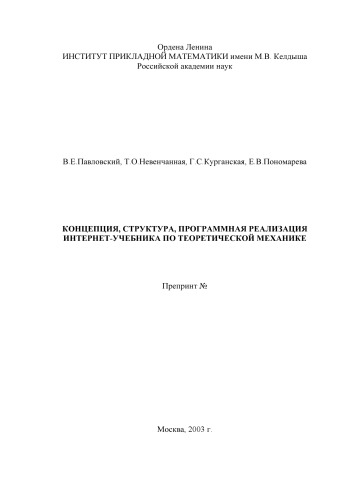 Ордена Ленина
ИНСТИТУТ ПРИКЛАДНОЙ МАТЕМАТИКИ имени М.В. Келдыша
Российской академии наук
В.Е.Павловский, Т.О.Невенчанная, Г.С.Курганская, Е.В.Пономарева
КОНЦЕПЦИЯ, СТРУКТУРА, ПРОГРАММНАЯ РЕАЛИЗАЦИЯ
ИНТЕРНЕТ-УЧЕБНИКА ПО ТЕОРЕТИЧЕСКОЙ МЕХАНИКЕ
Препринт №
Москва, 2003 г.